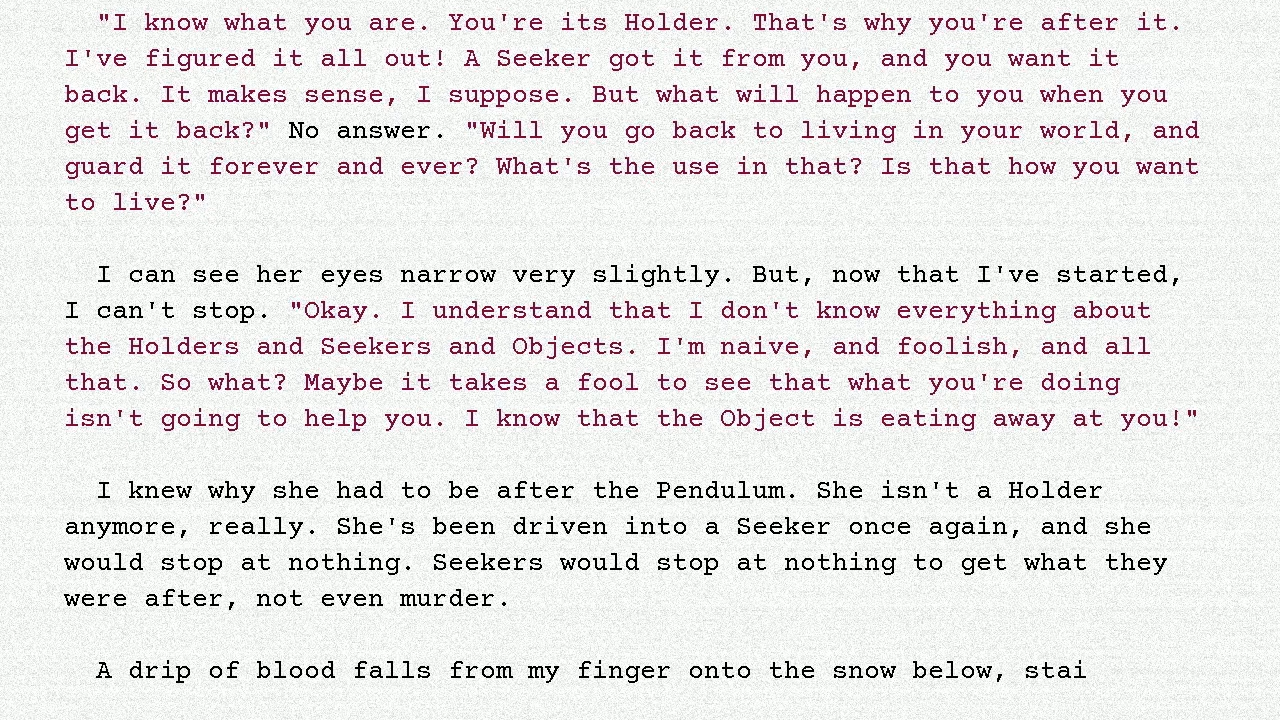 "I know what you are. You're its Holder. That's why you're after it.
I've figured it all out! A Seeker got it from you, and you want it
back. It makes sense, I suppose. But what will happen to you when you
get it back?" No answer. "Will you go back to living in your world, and
guard it forever and ever? What's the use in that? Is that how you want
to live?"
I can see her eyes narrow very slightly. But, now that I've started,
I can't stop. "Okay. I understand that I don't know everything about
the Holders and Seekers and Objects. I'm naive, and foolish, and all
that. So what? Maybe it takes a fool to see that what you're doing
isn't going to help you. I know that the Object is eating away at you!"
I knew why she had to be after the Pendulum. She isn't a Holder
anymore, really. She's been driven into a Seeker once again, and she
would stop at nothing. Seekers would stop at nothing to get what they
were after, not even murder.
A drip of blood falls from my finger onto the snow below, stai